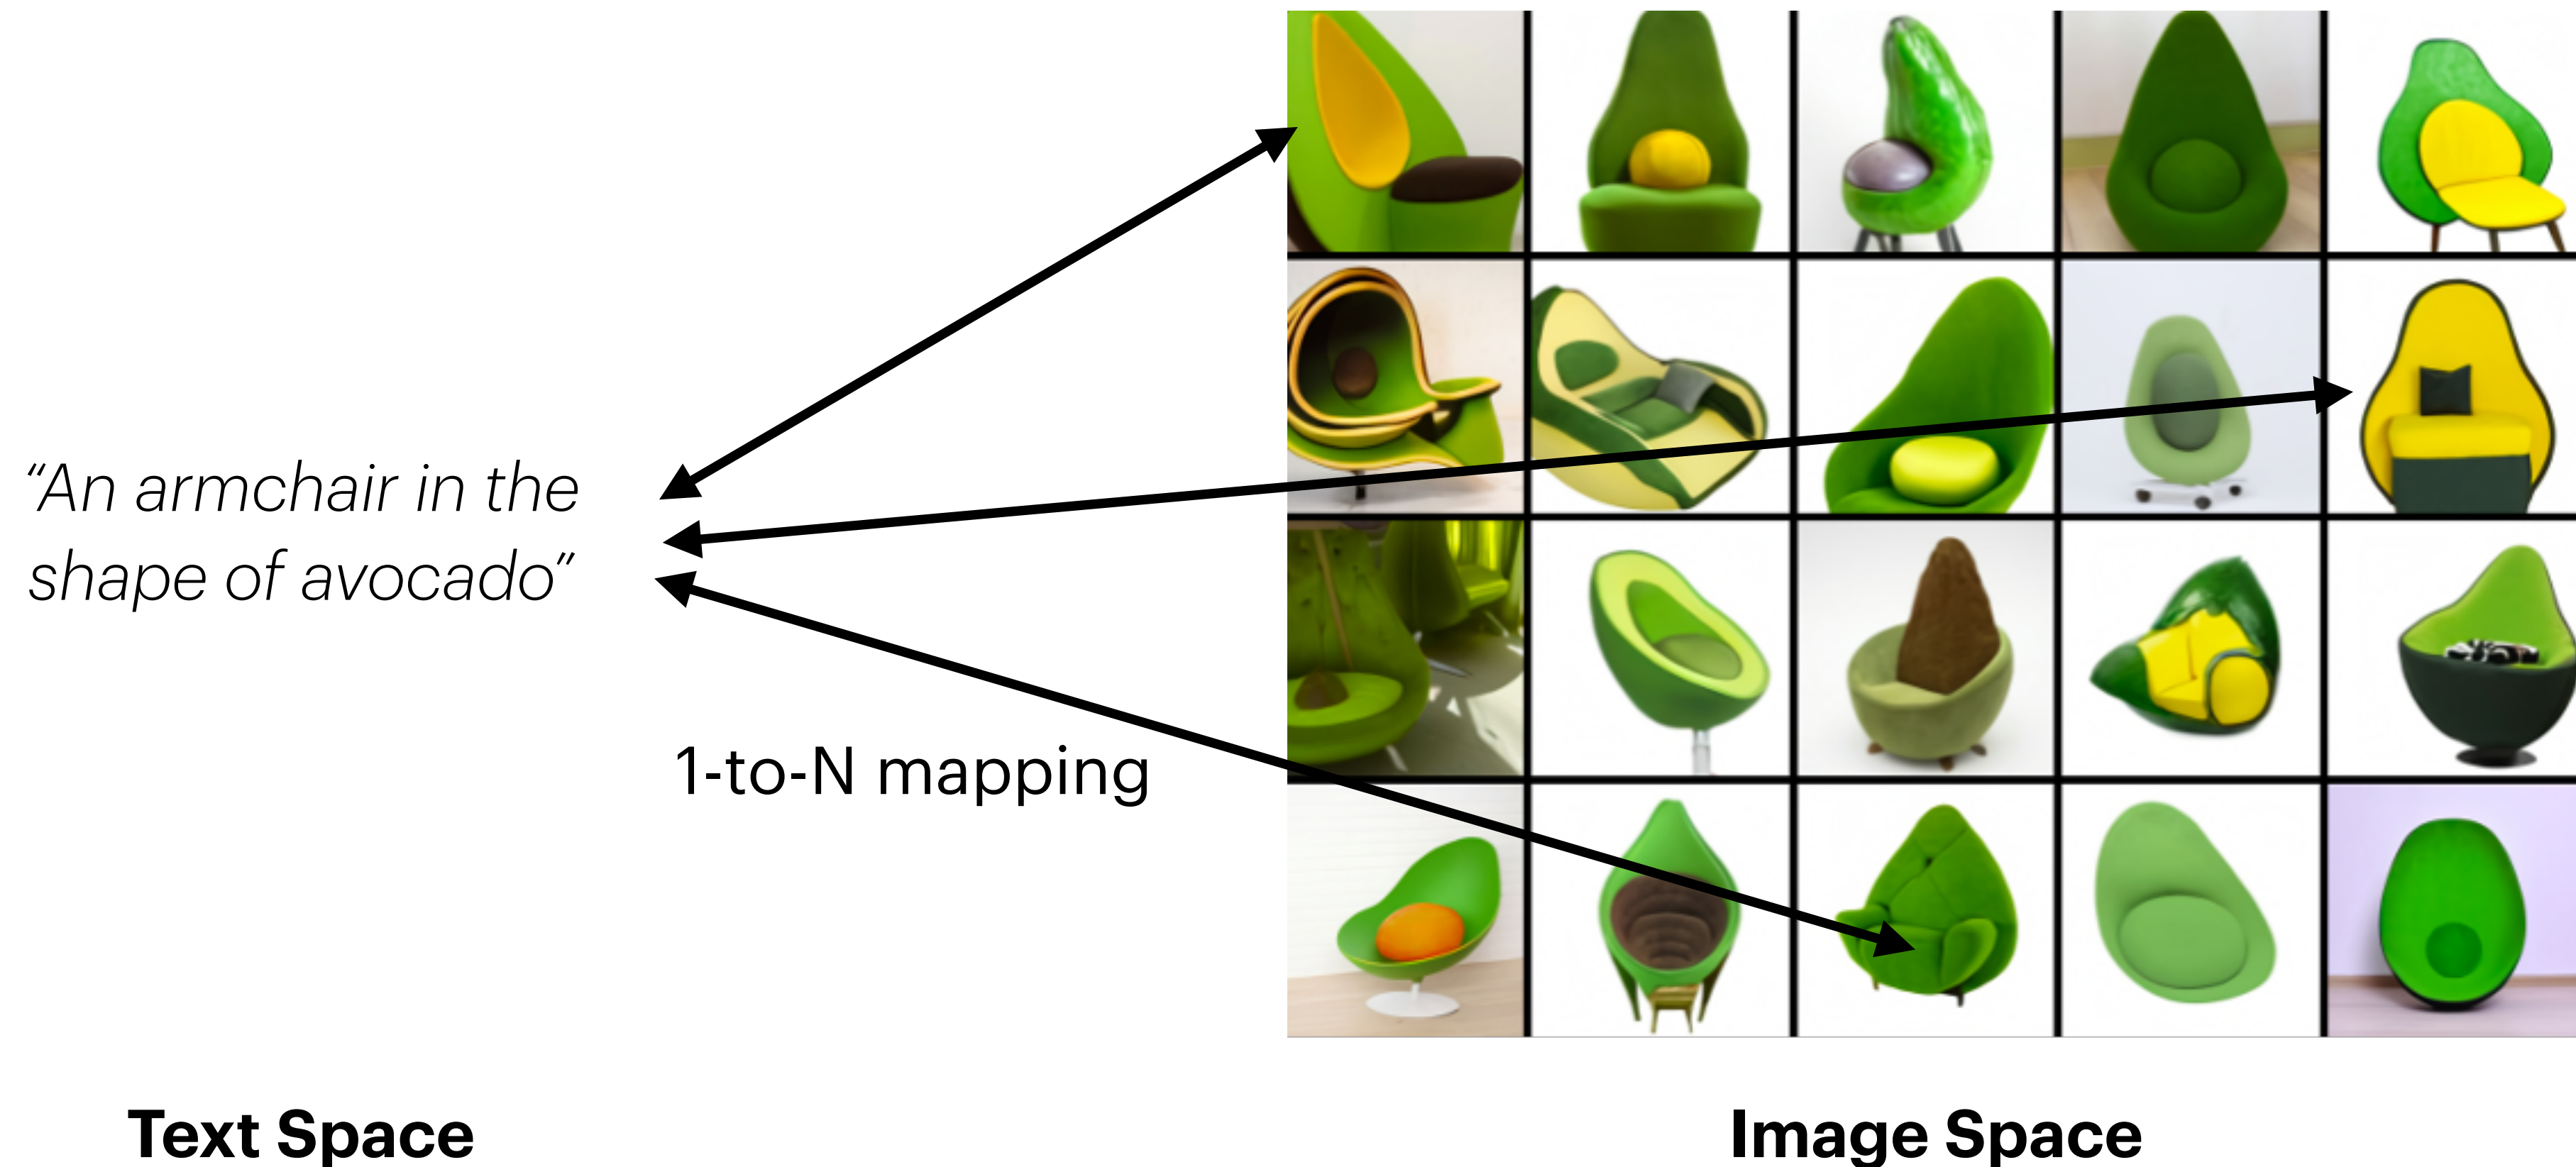 “An armchair in the
shape of avocado”
1-to-N mapping
Text Space
Image Space